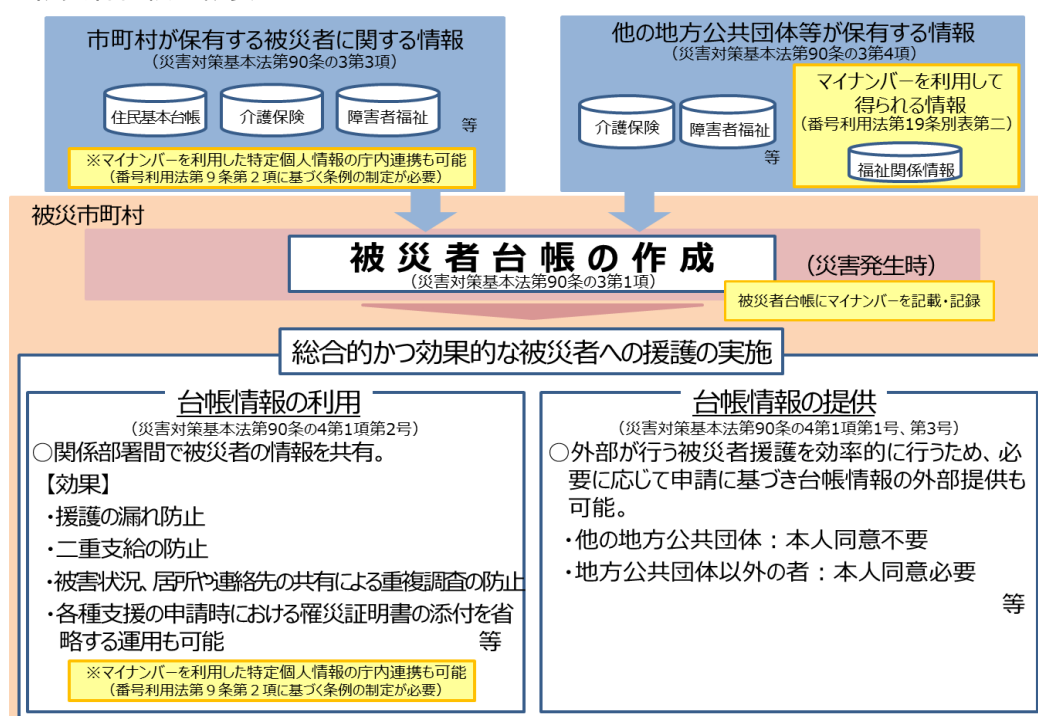 市町村が保有する被災者に関する情報
（災害対策基本法第90条の3第3項）
住民基本台帳
介護保険
障害者福祉
等
※マイナンバーを利用した特定個人情報の庁内連携も可能
（番号利用法第９条第２項に基づく条例の制定が必要）
他の地方公共団体等が保有する情報
（災害対策基本法第90条の3第4項）
介護保険
障害者福祉
等
マイナンバーを利用して
得られる情報
（番号利用法第19条別表第二）
福祉関係情報
被災市町村
被災者台帳の作成
（災害対策基本法第90条の3第1項）
（災害発生時）
被災者台帳にマイナンバーを記載・記録
総合的かつ効果的な被災者への援護の実施
台帳情報の利用
（災害対策基本法第90条の4第1項第2号）
○関係部署間で被災者の情報を共有。
【効果】
・援護の漏れ防止
・二重支給の防止
・被害状況、居所や連絡先の共有による重複調査の防止
・各種支援の申請時における罹災証明書の添付を省
略する運用も可能 等
※マイナンバーを利用した特定個人情報の庁内連携も可能
（番号利用法第９条第２項に基づく条例の制定が必要）
台帳情報の提供
（災害対策基本法第90条の4第1項第1号、第3号）
○外部が行う被災者援護を効率的に行うため、必
要に応じて申請に基づき台帳情報の外部提供も
可能。
・他の地方公共団体：本人同意不要
・地方公共団体以外の者：本人同意必要
等